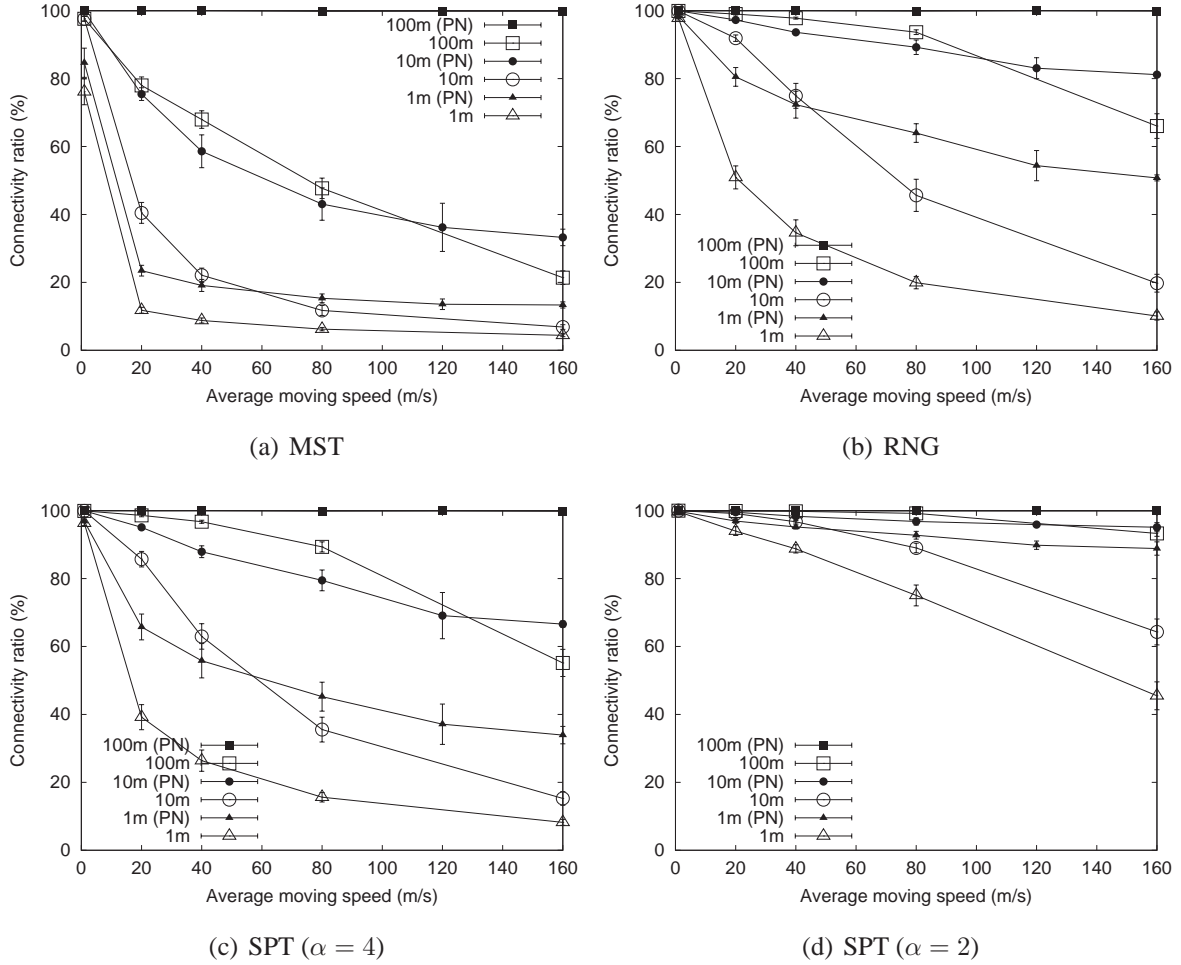 100
80
60
40
20
0
Connectivity ratio (%)
100m (PN)
100m
10m (PN)
10m
1m (PN)
1m
0 20 40 60 80 100 120 140 160
Average moving speed (m/s)
(a) MST
100
80
60
40
20
0
Connectivity ratio (%)
100m (PN)
100m
10m (PN)
10m
1m (PN)
1m
0 20 40 60 80 100 120 140 160
Average moving speed (m/s)
(b) RNG
100
80
60
40
20
0
Connectivity ratio (%)
100m (PN)
100m
10m (PN)
10m
1m (PN)
1m
0 20 40 60 80 100 120 140 160
Average moving speed (m/s)
(c) SPT (α = 4)
100
80
60
40
20
0
Connectivity ratio (%)
100m (PN)
100m
10m (PN)
10m
1m (PN)
1m
0 20 40 60 80 100 120 140 160
Average moving speed (m/s)
(d) SPT (α = 2)